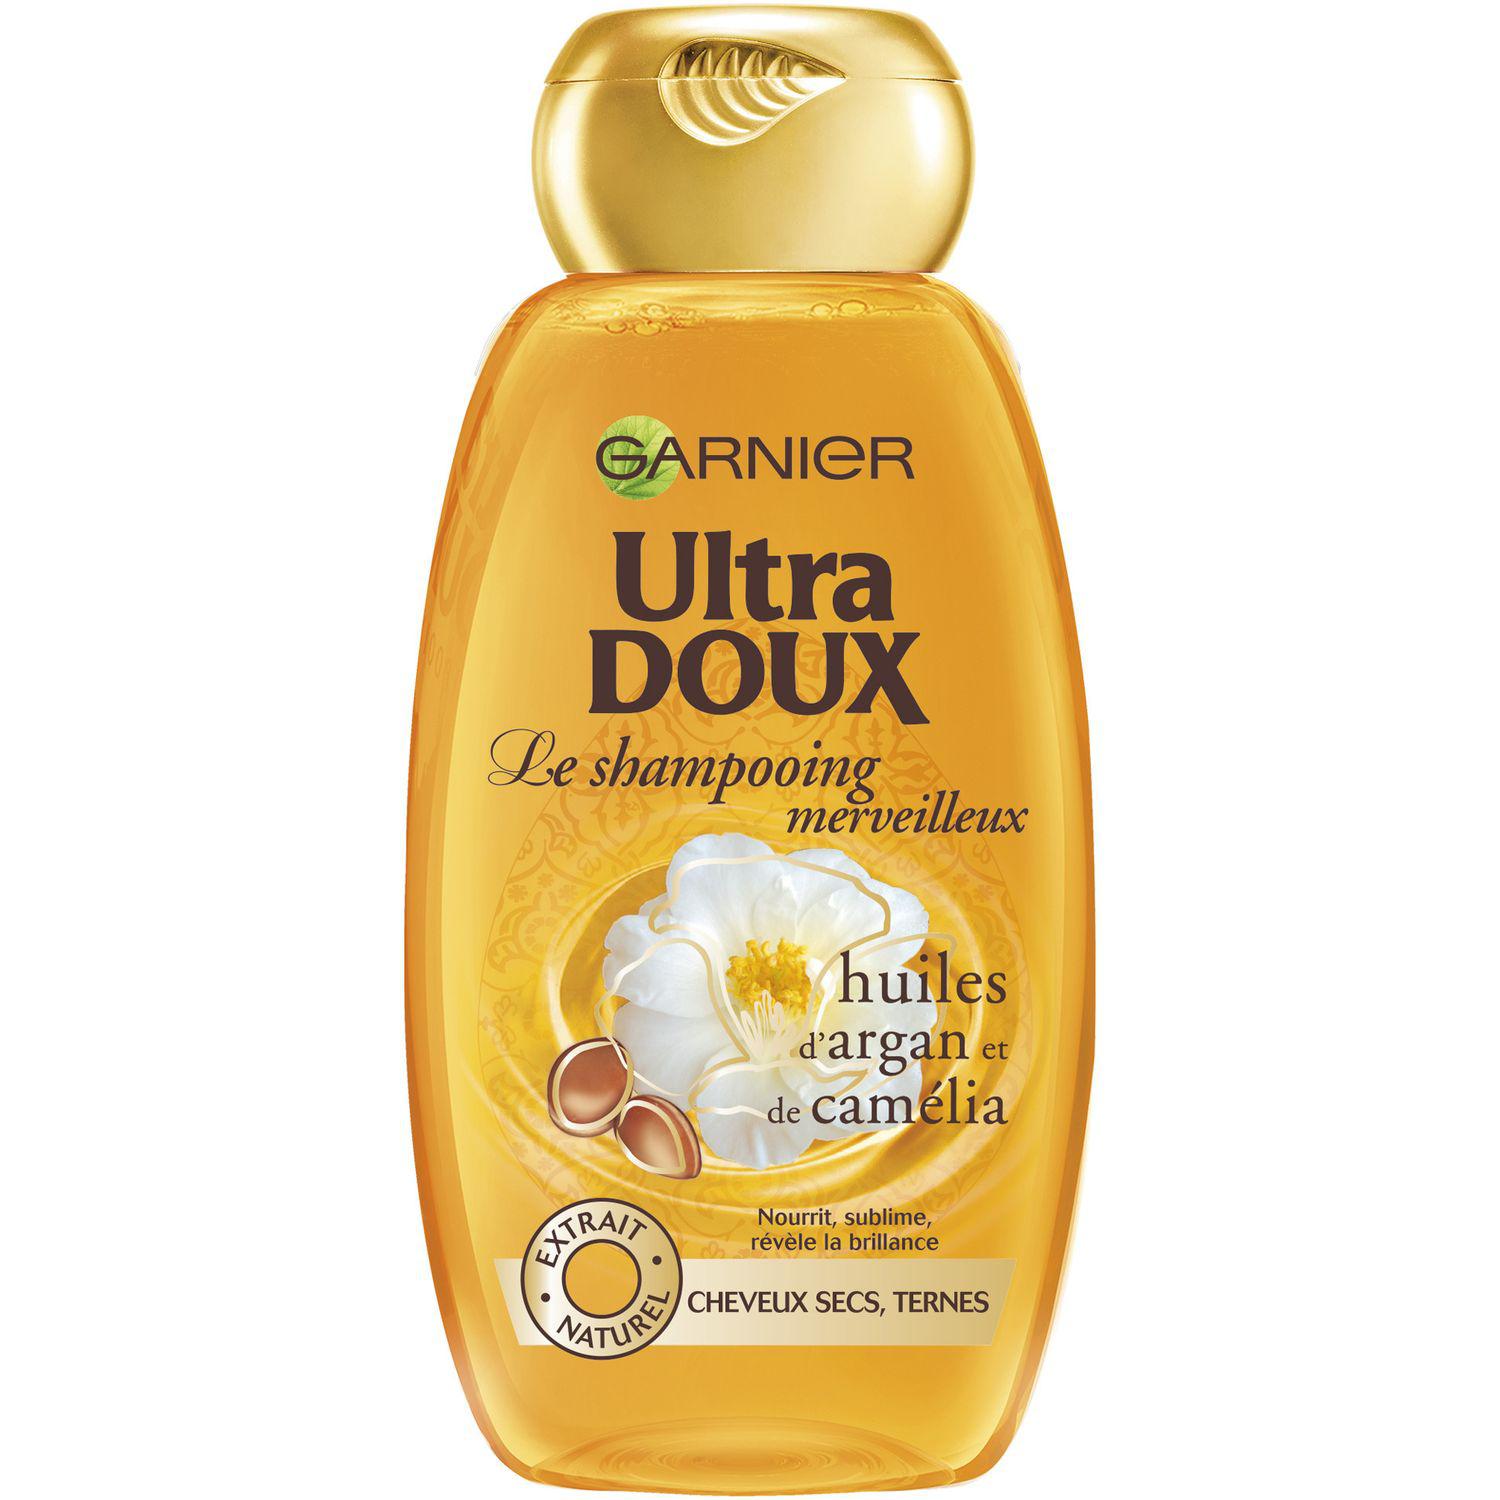 GARNIER
Ultra
DOUX
Le shampooing
merveilleux
huiles
d'argan et
de camélia
Nourrit, sublime,
révèle la brillance
EXTRAIT
NATUREL
CHEVEUX SECS, TERNES